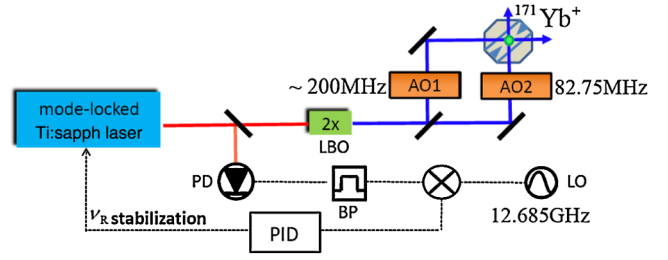 171Yb+
~ 200MHz
AO1
AO2
82.75MHz
mode-locked
Ti:sapph laser
2x
LBO
PD
BP
LO
12.685GHz
νR stabilization
PID